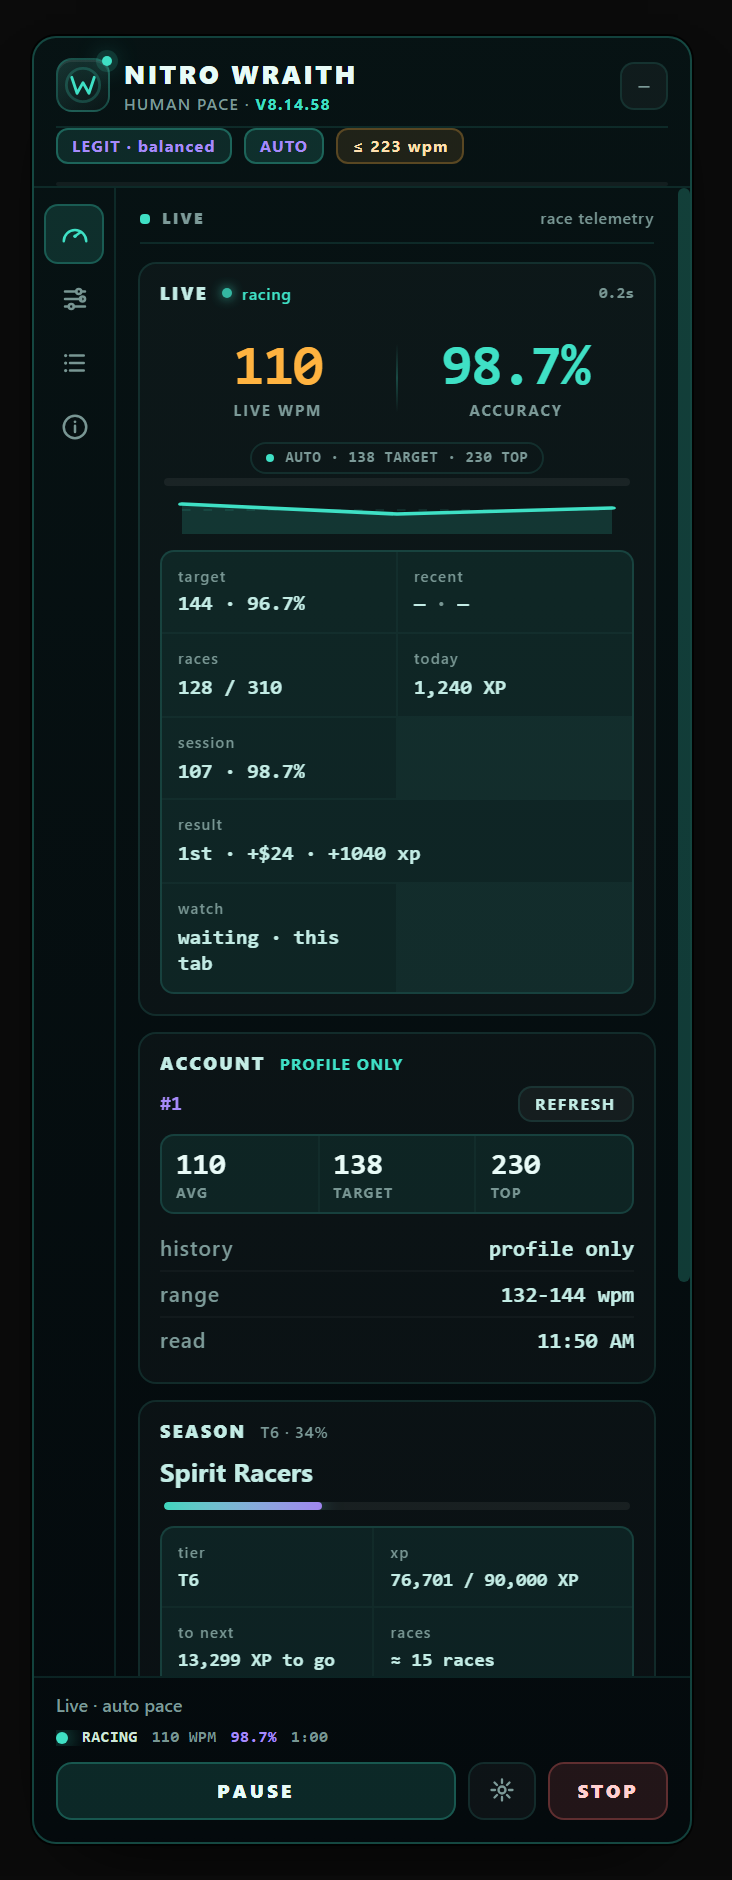 W
NITRO WRAITH
HUMAN PACE · V8.14.58
–
LEGIT · balanced AUTO ≤ 223 wpm
LIVE race telemetry
LIVE racing 0.2s
110 98.7%
LIVE WPM ACCURACY
AUTO · 138 TARGET · 230 TOP
target recent
144 · 96.7% — · —
races today
128 / 310 1,240 XP
session
107 · 98.7%
result
1st · +$24 · +1040 xp
watch
waiting · this
tab
ACCOUNT PROFILE ONLY
#1 REFRESH
110 138 230
AVG TARGET TOP
history profile only
range 132-144 wpm
read 11:50 AM
SEASON T6 · 34%
Spirit Racers
tier xp
T6 76,701 / 90,000 XP
to next races
13,299 XP to go ≈ 15 races
Live · auto pace
RACING 110 WPM 98.7% 1:00
PAUSE STOP